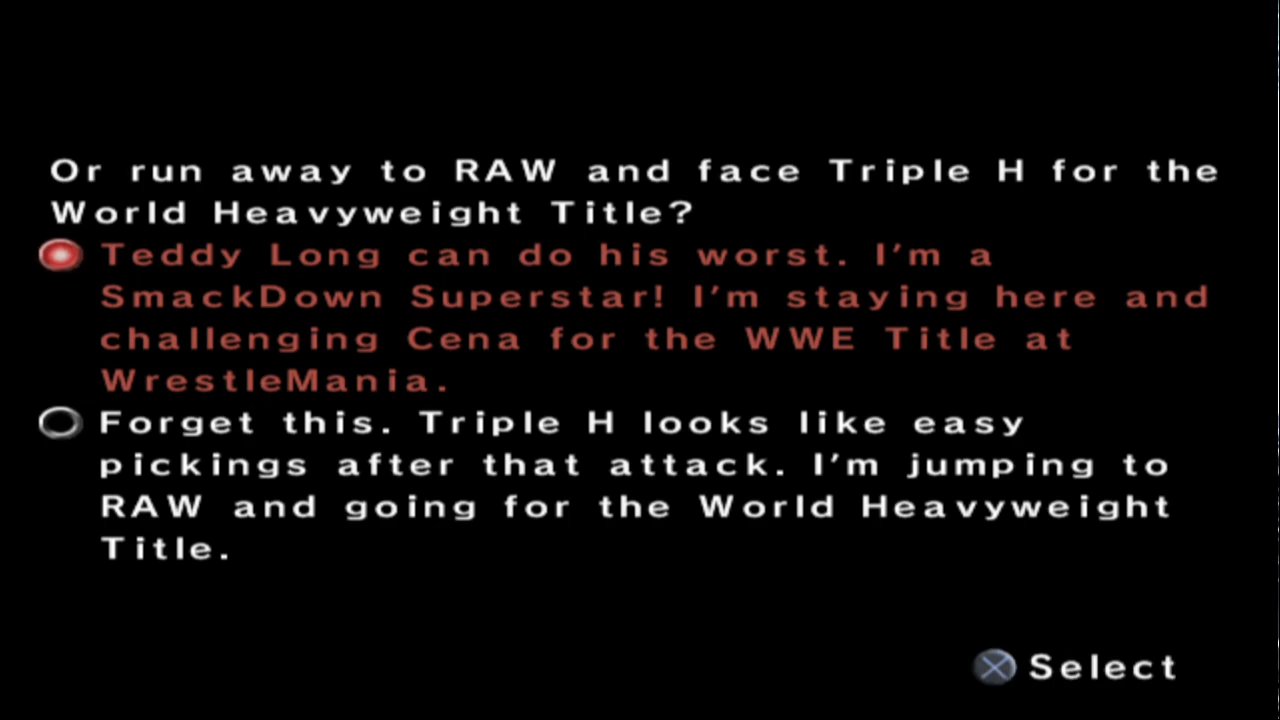 Or run away to RAW and face Triple H for the
World Heavyweight Title?
Teddy Long can do his worst. I'm a
SmackDown Superstar! I'm staying here and
challenging Cena for the WWE Title at
WrestleMania.
Forget this. Triple H looks like easy
pickings after that attack. I'm jumping to
RAW and going for the World Heavyweight
Title.
Select